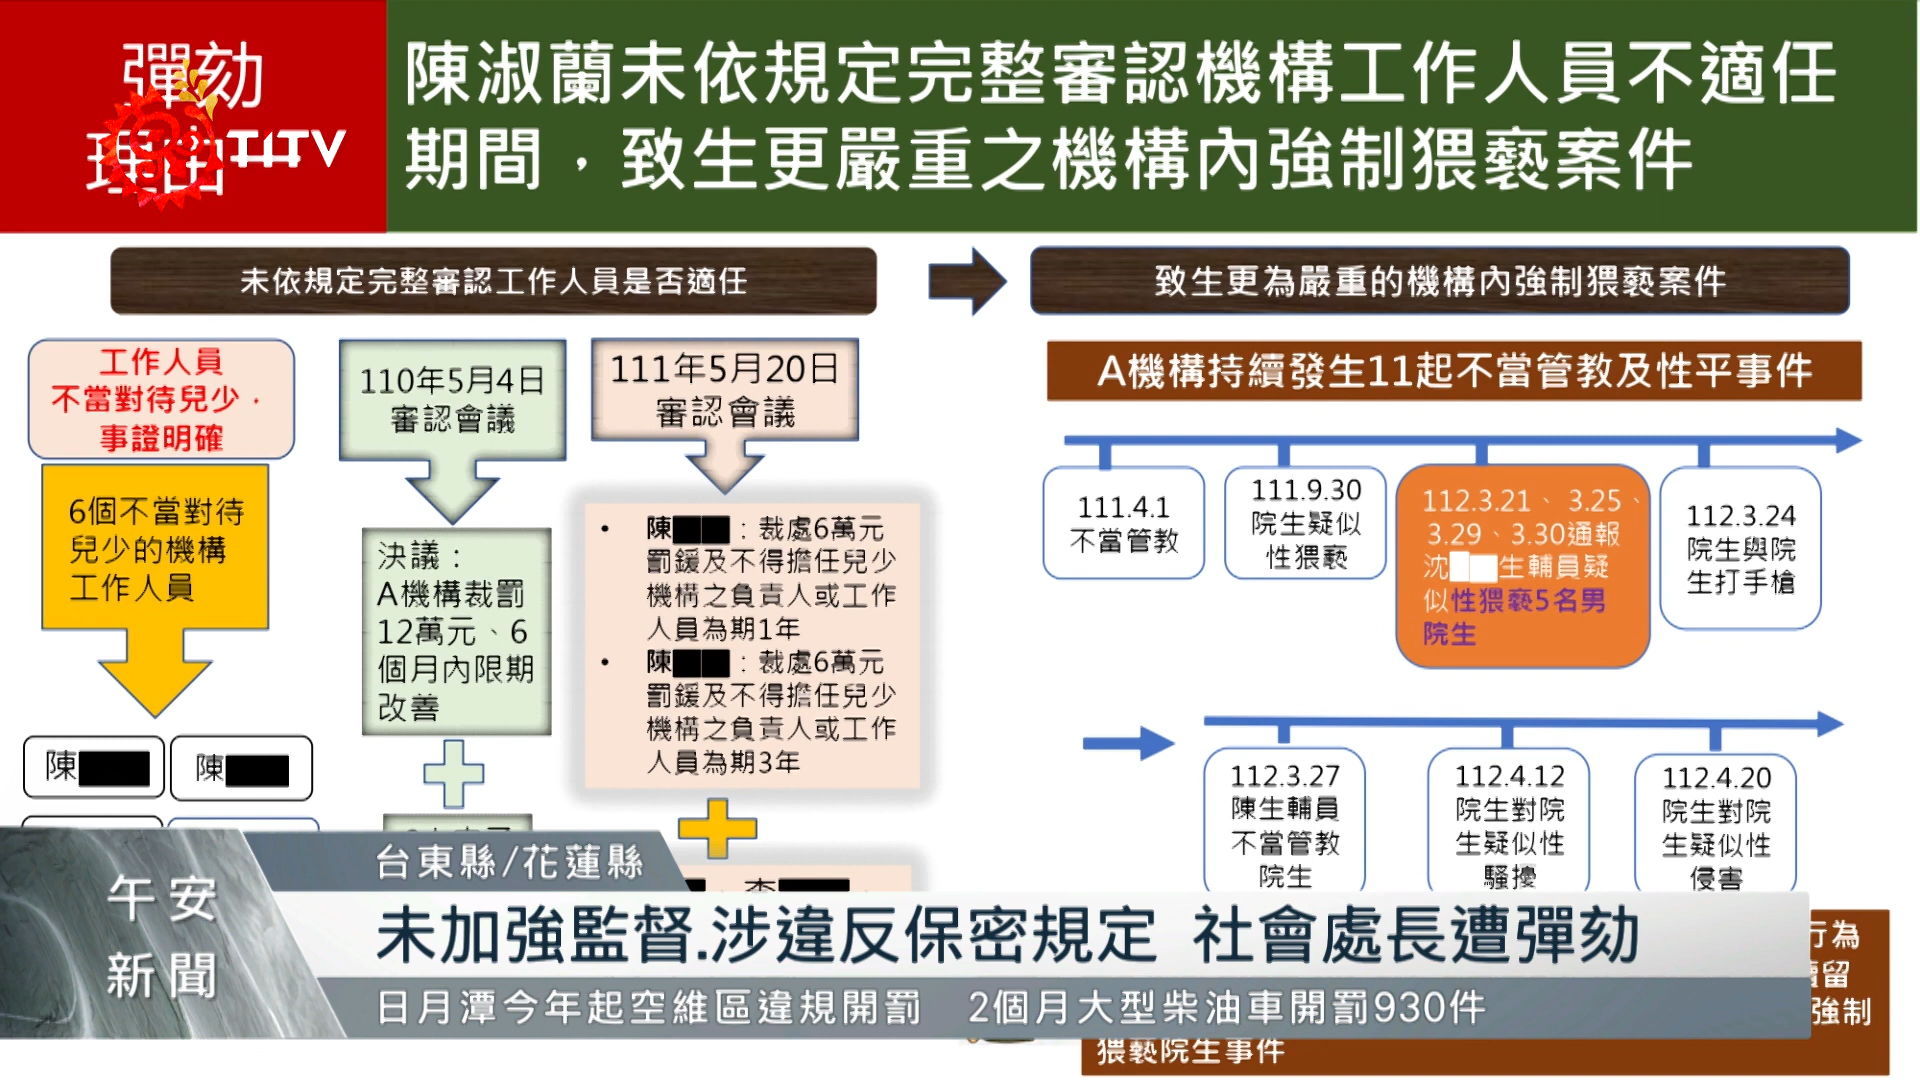 彈劾
理由
TITV
陳淑蘭未依規定完整審認機構工作人員不適任
期間，致生更嚴重之機構內強制猥褻案件
未依規定完整審認工作人員是否適任
致生更為嚴重的機構內強制猥褻案件
工作人員
不當對待兒少，
事證明確
6個不當對待
兒少的機構
工作人員
陳
陳
110年5月4日
審認會議
決議：
A機構裁罰
12萬元、6
個月內限期
改善
111年5月20日
審認會議
• 陳：裁處6萬元
罰鍰及不得擔任兒少
機構之負責人或工作
人員為期1年
• 陳：裁處6萬元
罰鍰及不得擔任兒少
機構之負責人或工作
人員為期3年
A機構持續發生11起不當管教及性平事件
111.4.1
不當管教
111.9.30
院生疑似
性猥褻
112.3.21、3.25、
3.29、3.30通報
沈生輔員疑
似性猥褻5名男
院生
112.3.24
院生與院
生打手槍
112.3.27
陳生輔員
不當管教
院生
112.4.12
院生對院
生疑似性
騷擾
112.4.20
院生對院
生疑似性
侵害
行為
留
強制
猥褻院生事件
午安
新聞
台東縣/花蓮縣
未加強監督.涉違反保密規定 社會處長遭彈劾
日月潭今年起空維區違規開罰 2個月大型柴油車開罰930件